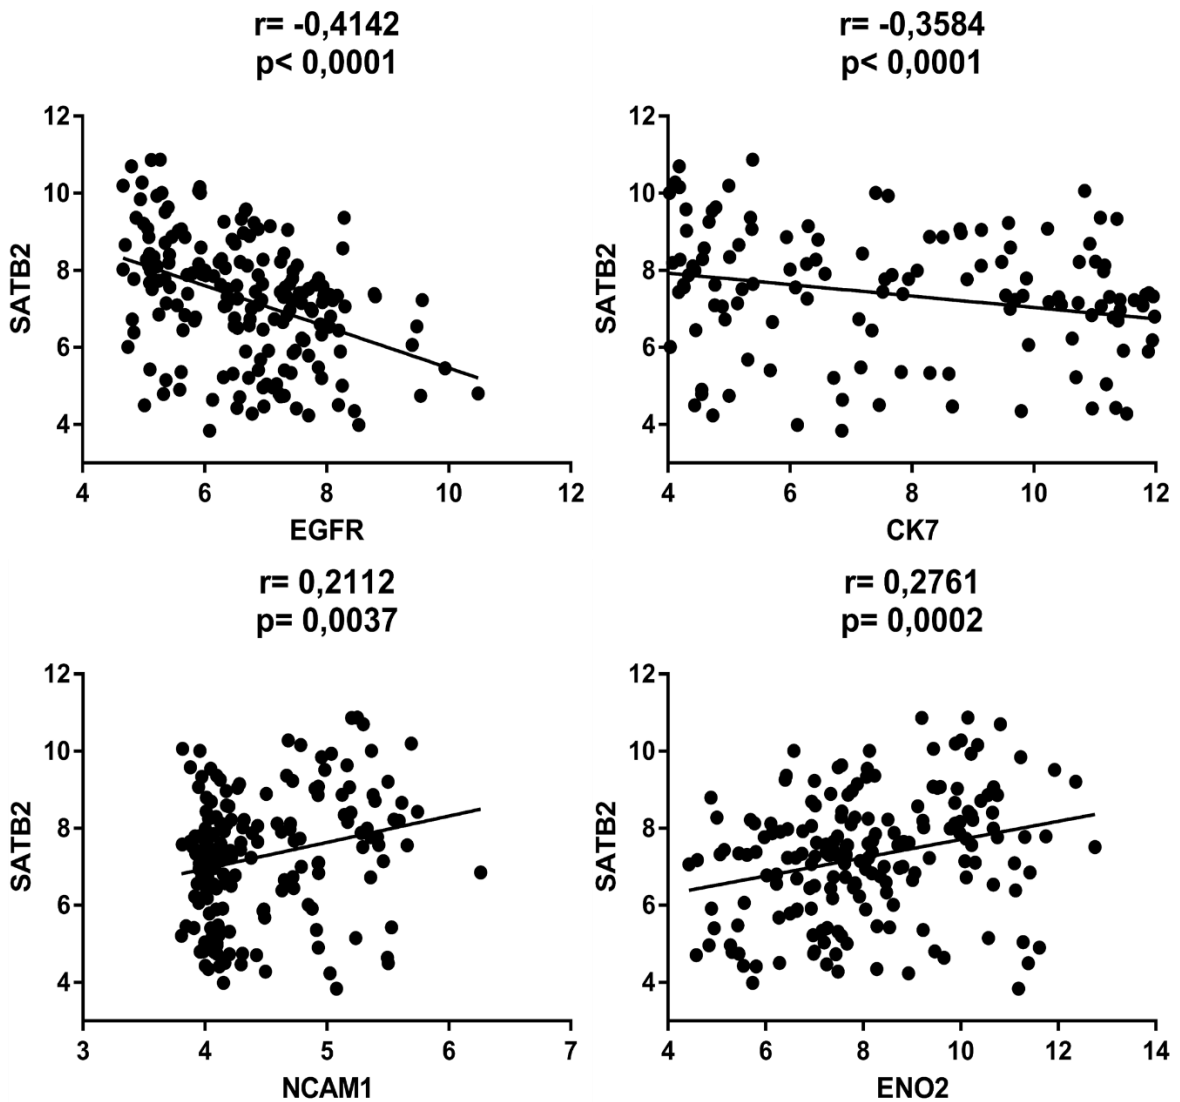 r= -0,4142
p< 0,0001
12
10
8
6
4
SATB2
4 6 8 10 12
EGFR
r= -0,3584
p< 0,0001
12
10
8
6
4
SATB2
4 6 8 10 12
CK7
r= 0,2112
p= 0,0037
12
10
8
6
4
SATB2
3 4 5 6 7
NCAM1
r= 0,2761
p= 0,0002
12
10
8
6
4
SATB2
4 6 8 10 12 14
ENO2